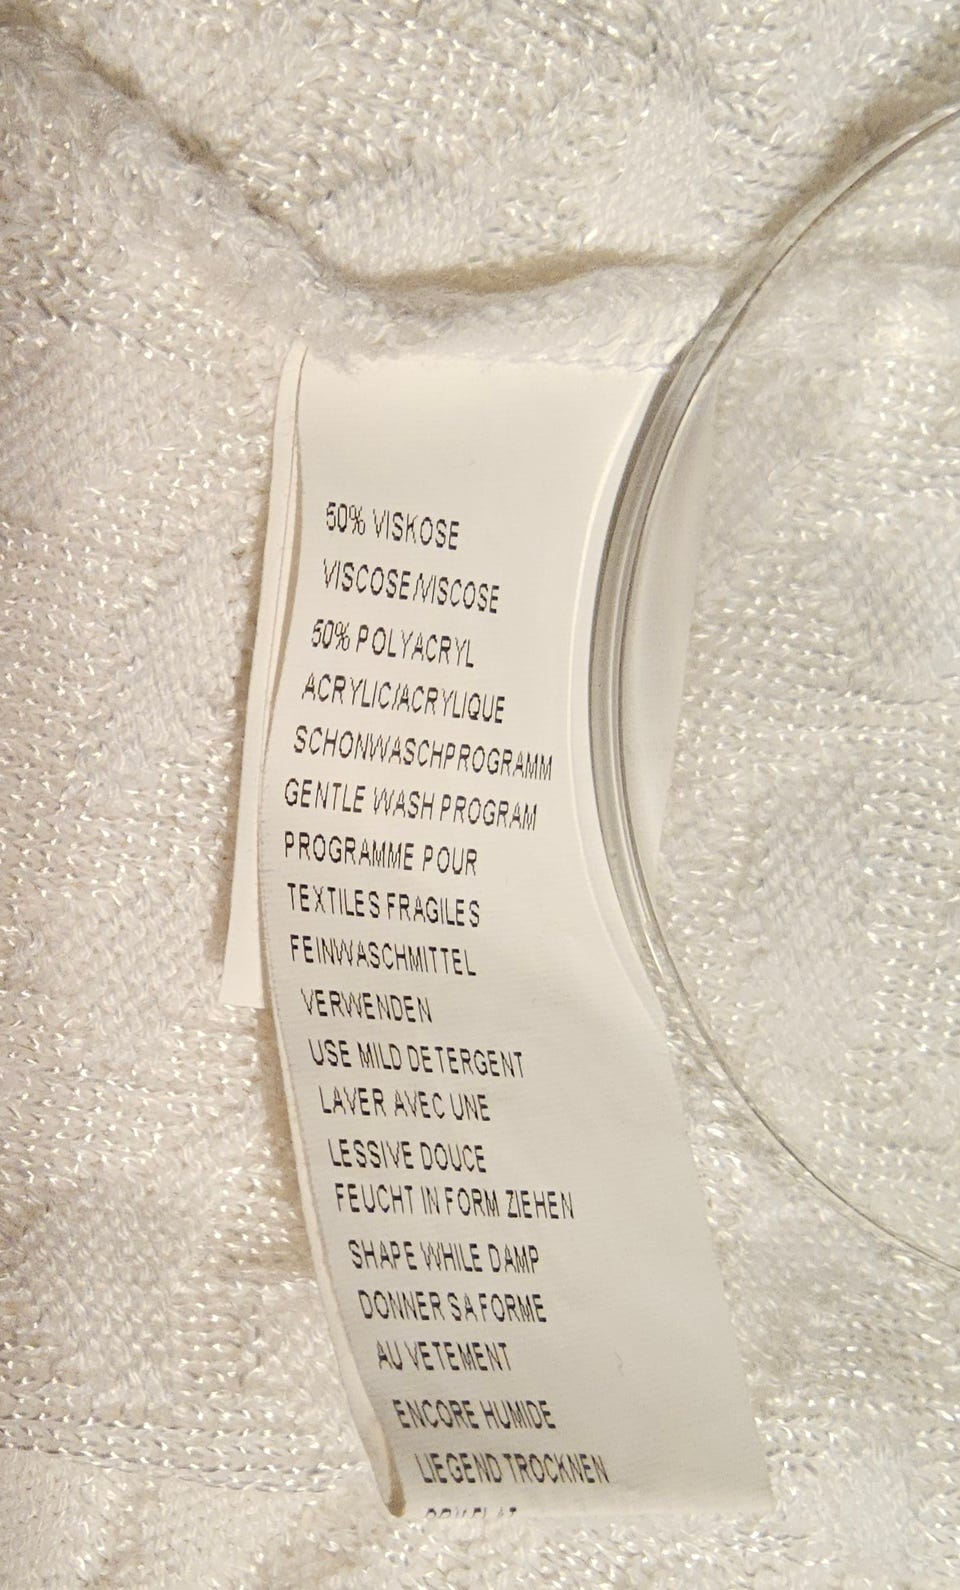 50% VISKOSE
VISCOSE/VISCOSE
50% POLYACRYL
ACRYLIC/ACRYLIQUE
SCHONWASCHPROGRAMM
GENTLE WASH PROGRAM
PROGRAMME POUR
TEXTILES FRAGILES
FEINWASCHMITTEL
VERWENDEN
USE MILD DETERGENT
LAVER AVEC UNE
LESSIVE DOUCE
FEUCHT IN FORM ZIEHEN
SHAPE WHILE DAMP
DONNER SA FORME
AU VETEMENT
ENCORE HUMIDE
LIEGEND TROCKNEN